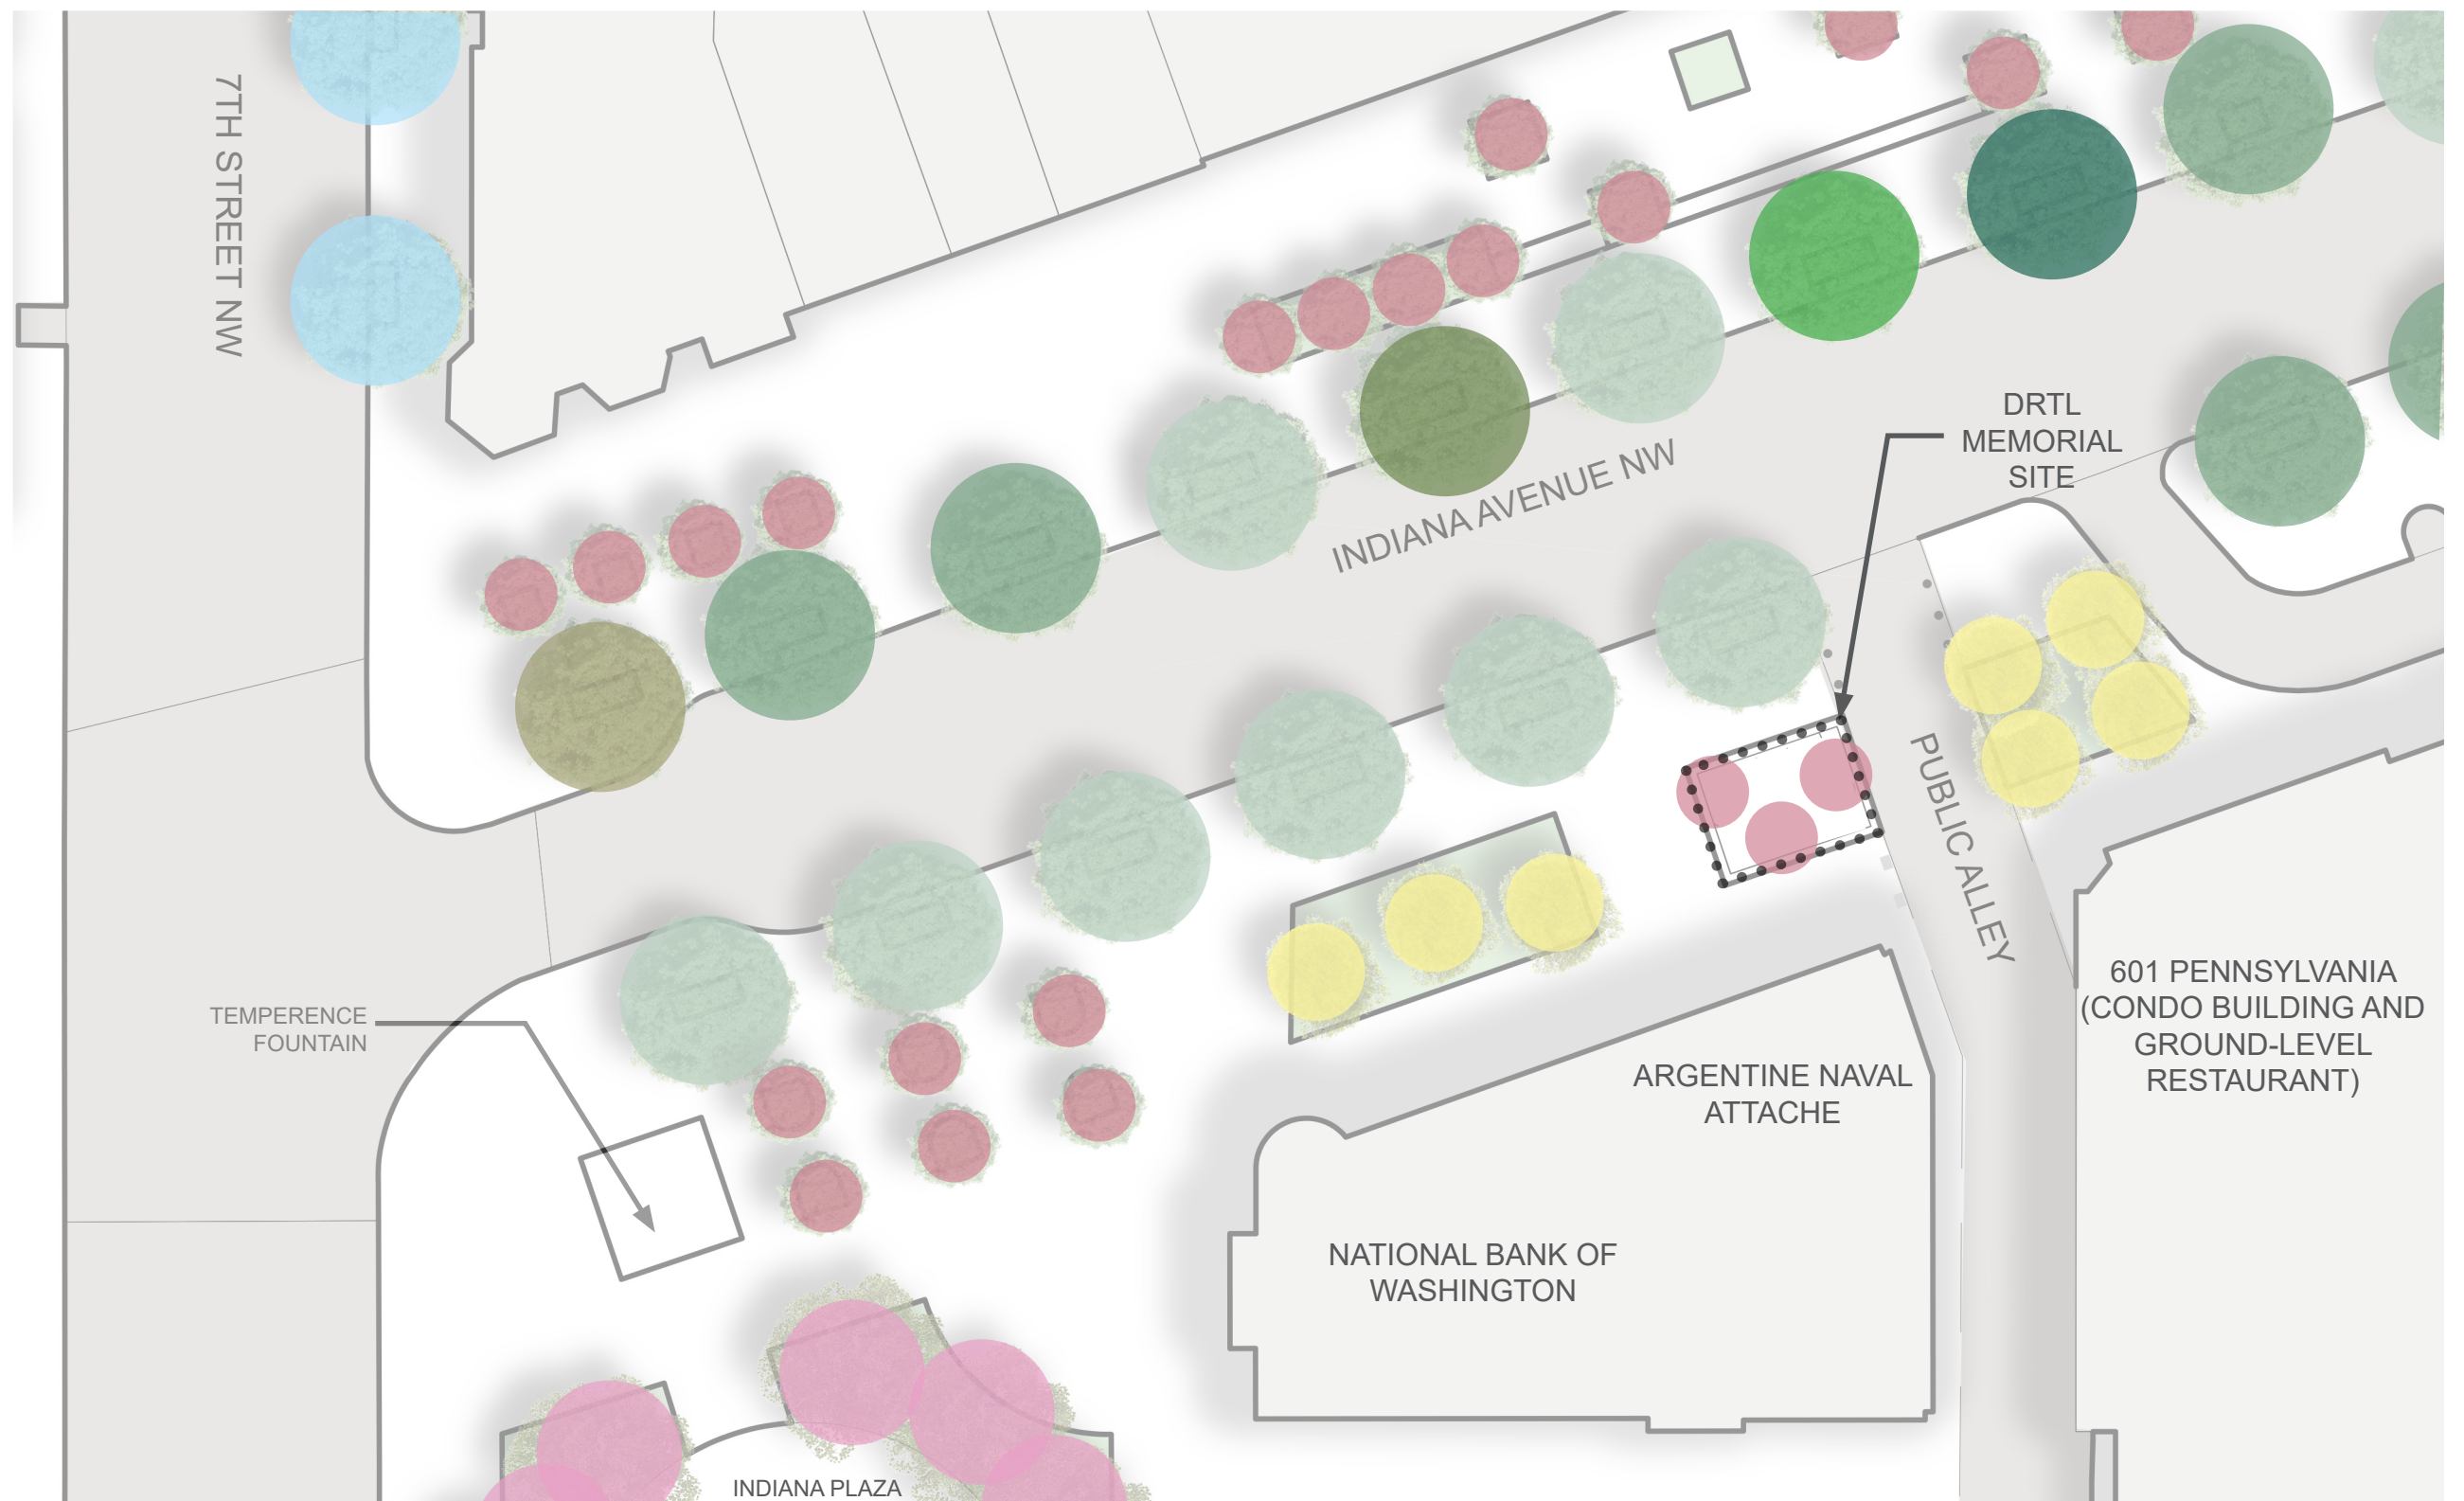 7TH STREET NW
INDIANA AVENUE NW
DRTL
MEMORIAL
SITE
PUBLIC ALLEY
TEMPERENCE
FOUNTAIN
601 PENNSYLVANIA
(CONDO BUILDING AND
GROUND-LEVEL
RESTAURANT)
ARGENTINE NAVAL
ATTACHE
NATIONAL BANK OF
WASHINGTON
INDIANA PLAZA